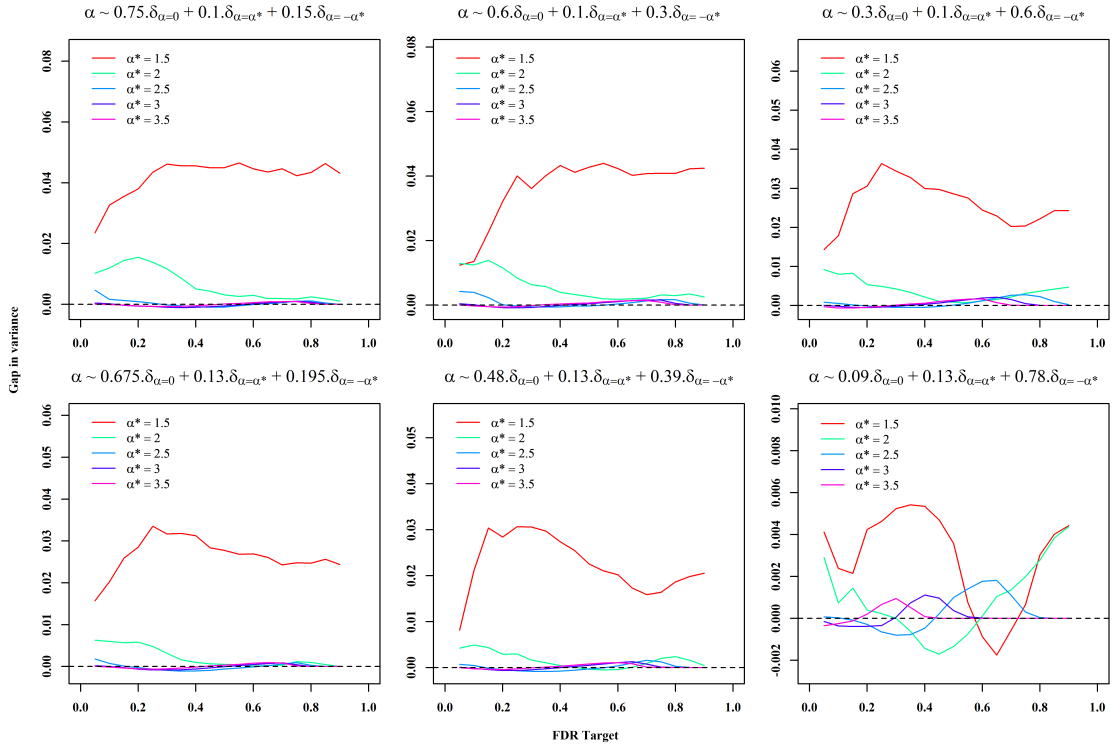 α ~ 0.75.δα=0 + 0.1.δα=α* + 0.15.δα= −α*
α ~ 0.6.δα=0 + 0.1.δα=α* + 0.3.δα= −α*
α ~ 0.3.δα=0 + 0.1.δα=α* + 0.6.δα= −α*
0.00 0.02 0.04 0.06 0.08
α* = 1.5
α* = 2
α* = 2.5
α* = 3
α* = 3.5
0.0 0.2 0.4 0.6 0.8 1.0
0.00 0.02 0.04 0.06 0.08
α* = 1.5
α* = 2
α* = 2.5
α* = 3
α* = 3.5
0.0 0.2 0.4 0.6 0.8 1.0
0.00 0.01 0.02 0.03 0.04 0.05 0.06
α* = 1.5
α* = 2
α* = 2.5
α* = 3
α* = 3.5
0.0 0.2 0.4 0.6 0.8 1.0
Gap in variance
α ~ 0.675.δα=0 + 0.13.δα=α* + 0.195.δα= −α*
α ~ 0.48.δα=0 + 0.13.δα=α* + 0.39.δα= −α*
α ~ 0.09.δα=0 + 0.13.δα=α* + 0.78.δα= −α*
0.00 0.01 0.02 0.03 0.04 0.05 0.06
α* = 1.5
α* = 2
α* = 2.5
α* = 3
α* = 3.5
0.0 0.2 0.4 0.6 0.8 1.0
0.00 0.01 0.02 0.03 0.04 0.05
α* = 1.5
α* = 2
α* = 2.5
α* = 3
α* = 3.5
0.0 0.2 0.4 0.6 0.8 1.0
-0.002 0.000 0.002 0.004 0.006 0.008 0.010
α* = 1.5
α* = 2
α* = 2.5
α* = 3
α* = 3.5
0.0 0.2 0.4 0.6 0.8 1.0
FDR Target